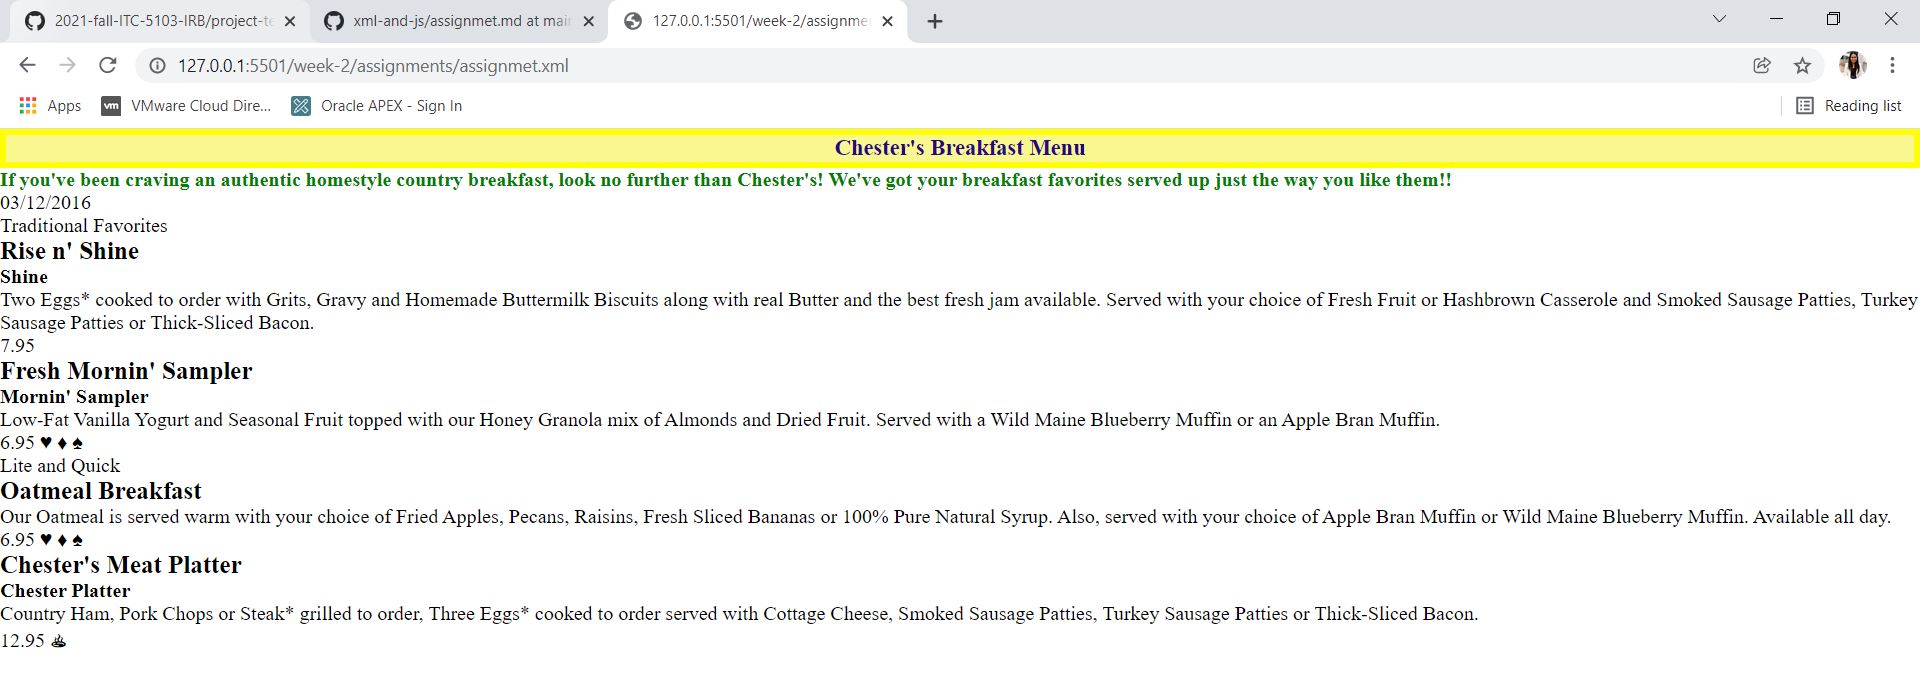 2021-fall-ITC-5103-IRB/project-te
xml-and-js/assignmet.md at main
127.0.0.1:5501/week-2/assignme
127.0.0.1:5501/week-2/assignments/assignmet.xml
Apps
vm VMware Cloud Dire...
Oracle APEX - Sign In
Reading list
Chester's Breakfast Menu
If you've been craving an authentic homestyle country breakfast, look no further than Chester's! We've got your breakfast favorites served up just the way you like them!!
03/12/2016
Traditional Favorites
Rise n' Shine
Shine
Two Eggs* cooked to order with Grits, Gravy and Homemade Buttermilk Biscuits along with real Butter and the best fresh jam available. Served with your choice of Fresh Fruit or Hashbrown Casserole and Smoked Sausage Patties, Turkey
Sausage Patties or Thick-Sliced Bacon.
7.95
Fresh Mornin' Sampler
Mornin' Sampler
Low-Fat Vanilla Yogurt and Seasonal Fruit topped with our Honey Granola mix of Almonds and Dried Fruit. Served with a Wild Maine Blueberry Muffin or an Apple Bran Muffin.
6.95 ♥ ♦ ♠
Lite and Quick
Oatmeal Breakfast
Our Oatmeal is served warm with your choice of Fried Apples, Pecans, Raisins, Fresh Sliced Bananas or 100% Pure Natural Syrup. Also, served with your choice of Apple Bran Muffin or Wild Maine Blueberry Muffin. Available all day.
6.95 ♥ ♦ ♠
Chester's Meat Platter
Chester Platter
Country Ham, Pork Chops or Steak* grilled to order, Three Eggs* cooked to order served with Cottage Cheese, Smoked Sausage Patties, Turkey Sausage Patties or Thick-Sliced Bacon.
12.95 ♨